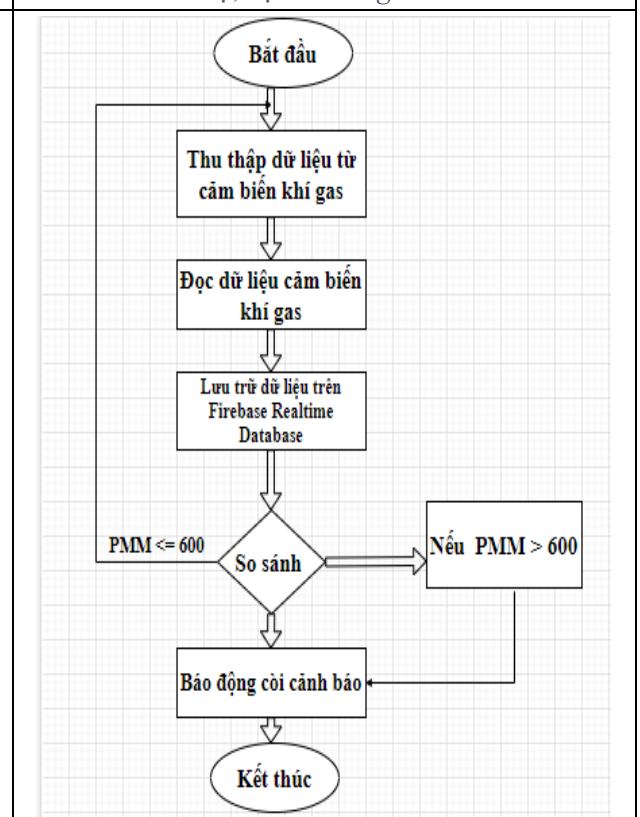 Bắt đầu
Thu thập dữ liệu từ
cảm biến khí gas
Đọc dữ liệu cảm biến
khí gas
Lưu trữ dữ liệu trên
Firebase Realtime
Database
PMM <= 600
So sánh
Nếu PMM > 600
Báo động còi cảnh báo
Kết thúc